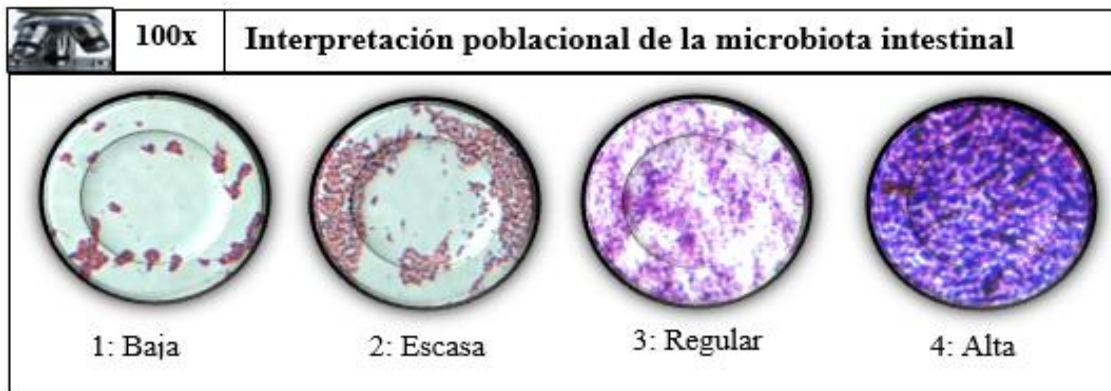 100x
Interpretación poblacional de la microbiota intestinal
1: Baja
2: Escasa
3: Regular
4: Alta